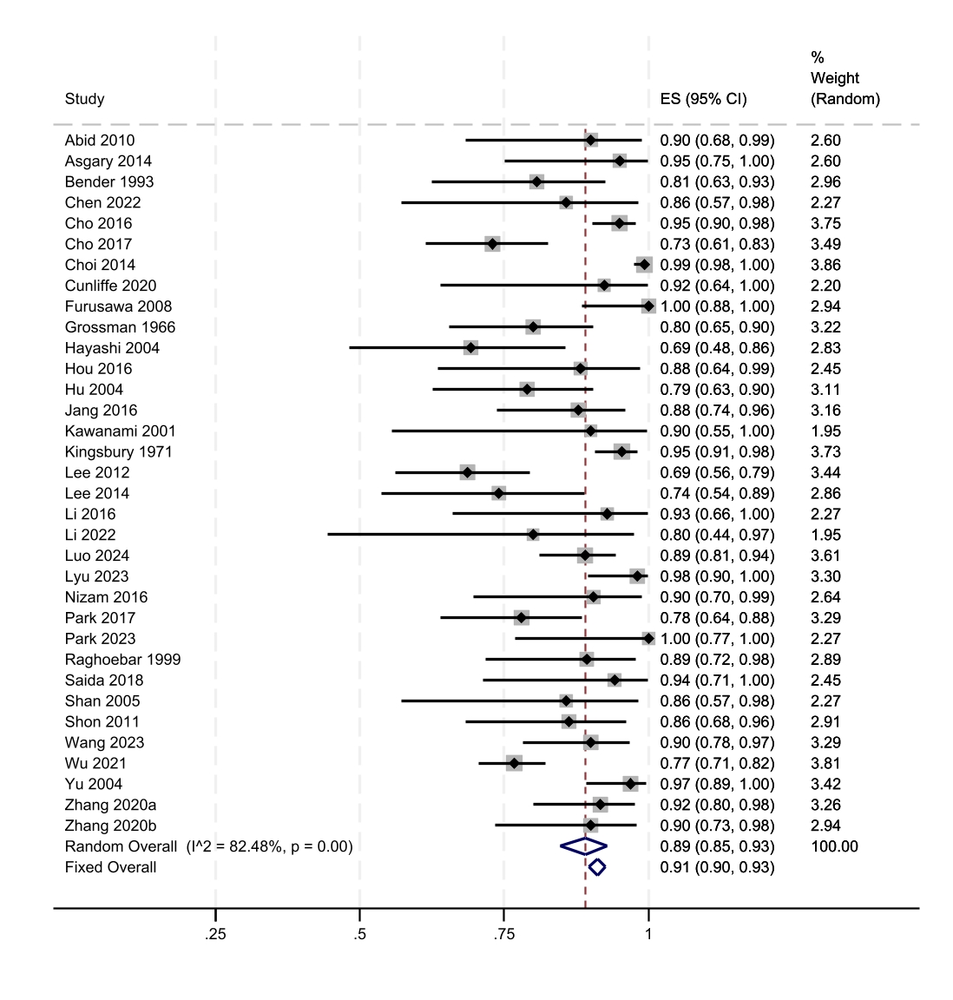 %
Weight
Study ES (95% CI) (Random)
Abid 2010 0.90 (0.68, 0.99) 2.60
Asgary 2014 0.95 (0.75, 1.00) 2.60
Bender 1993 0.81 (0.63, 0.93) 2.96
Chen 2022 0.86 (0.57, 0.98) 2.27
Cho 2016 0.95 (0.90, 0.98) 3.75
Cho 2017 0.73 (0.61, 0.83) 3.49
Choi 2014 0.99 (0.98, 1.00) 3.86
Cunliffe 2020 0.92 (0.64, 1.00) 2.20
Furusawa 2008 1.00 (0.88, 1.00) 2.94
Grossman 1966 0.80 (0.65, 0.90) 3.22
Hayashi 2004 0.69 (0.48, 0.86) 2.83
Hou 2016 0.88 (0.64, 0.99) 2.45
Hu 2004 0.79 (0.63, 0.90) 3.11
Jang 2016 0.88 (0.74, 0.96) 3.16
Kawanami 2001 0.90 (0.55, 1.00) 1.95
Kingsbury 1971 0.95 (0.91, 0.98) 3.73
Lee 2012 0.69 (0.56, 0.79) 3.44
Lee 2014 0.74 (0.54, 0.89) 2.86
Li 2016 0.93 (0.66, 1.00) 2.27
Li 2022 0.80 (0.44, 0.97) 1.95
Luo 2024 0.89 (0.81, 0.94) 3.61
Lyu 2023 0.98 (0.90, 1.00) 3.30
Nizam 2016 0.90 (0.70, 0.99) 2.64
Park 2017 0.78 (0.64, 0.88) 3.29
Park 2023 1.00 (0.77, 1.00) 2.27
Raghoebar 1999 0.89 (0.72, 0.98) 2.89
Saida 2018 0.94 (0.71, 1.00) 2.45
Shan 2005 0.86 (0.57, 0.98) 2.27
Shon 2011 0.86 (0.68, 0.96) 2.91
Wang 2023 0.90 (0.78, 0.97) 3.29
Wu 2021 0.77 (0.71, 0.82) 3.81
Yu 2004 0.97 (0.89, 1.00) 3.42
Zhang 2020a 0.92 (0.80, 0.98) 3.26
Zhang 2020b 0.90 (0.73, 0.98) 2.94
Random Overall (I^2 = 82.48%, p = 0.00) 0.89 (0.85, 0.93) 100.00
Fixed Overall 0.91 (0.90, 0.93)
.25 .5 .75 1